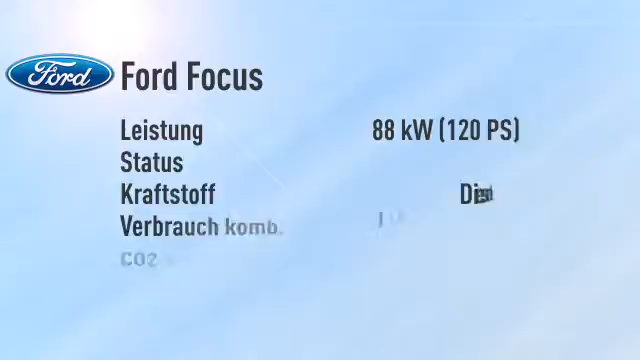 Ford Ford Focus
Leistung 88 kW (120 PS)
Status
Kraftstoff
Verbrauch komb.
CO2